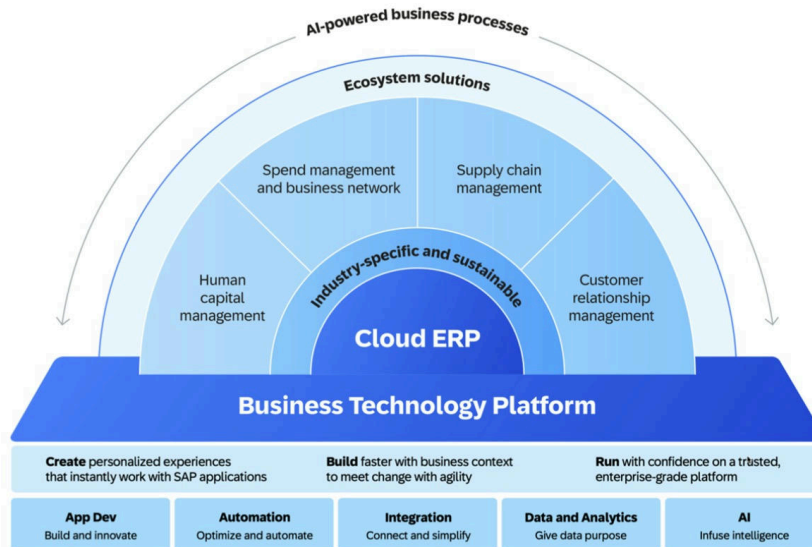 AI-powered business processes
Ecosystem solutions
Spend management
and business network
Supply chain
management
Human
capital
management
Industry-specific and sustainable
Customer
relationship
management
Cloud ERP
Business Technology Platform
Create personalized experiences
that instantly work with SAP applications
Build faster with business context
to meet change with agility
Run with confidence on a trusted,
enterprise-grade platform
App Dev
Build and innovate
Automation
Optimize and automate
Integration
Connect and simplify
Data and Analytics
Give data purpose
AI
Infuse intelligence